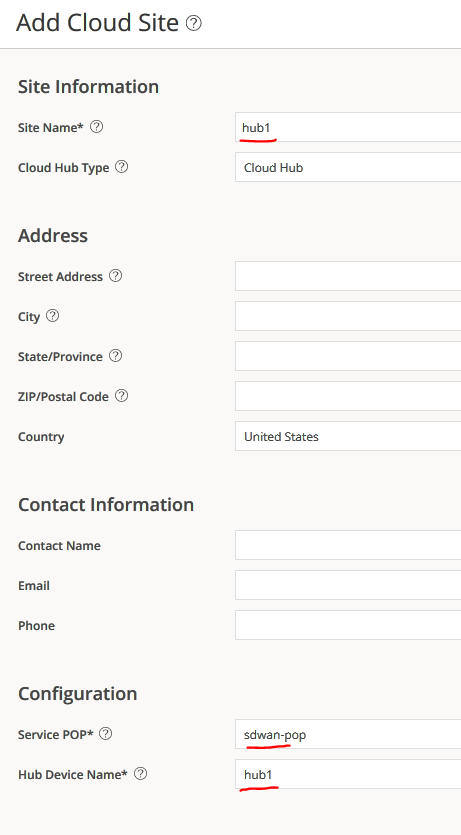 Add Cloud Site ?
Site Information
Site Name* ? hub1
Cloud Hub Type ? Cloud Hub
Address
Street Address ?
City ?
State/Province ?
ZIP/Postal Code ?
Country United States
Contact Information
Contact Name
Email
Phone
Configuration
Service POP* ? sdwan-pop
Hub Device Name* ? hub1